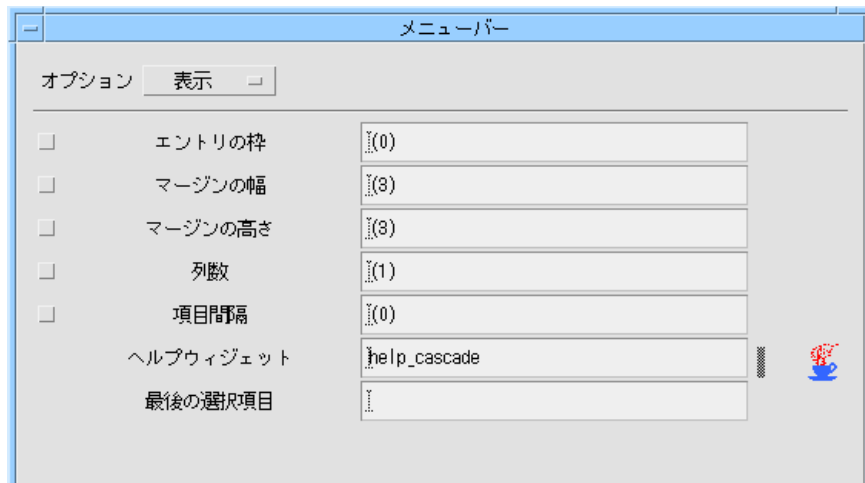 メニューバー
オプション 表示
エントリの枠 (0)
マージンの幅 (3)
マージンの高さ (3)
列数 (1)
項目間隔 (0)
ヘルプウィジェット help_cascade
最後の選択項目